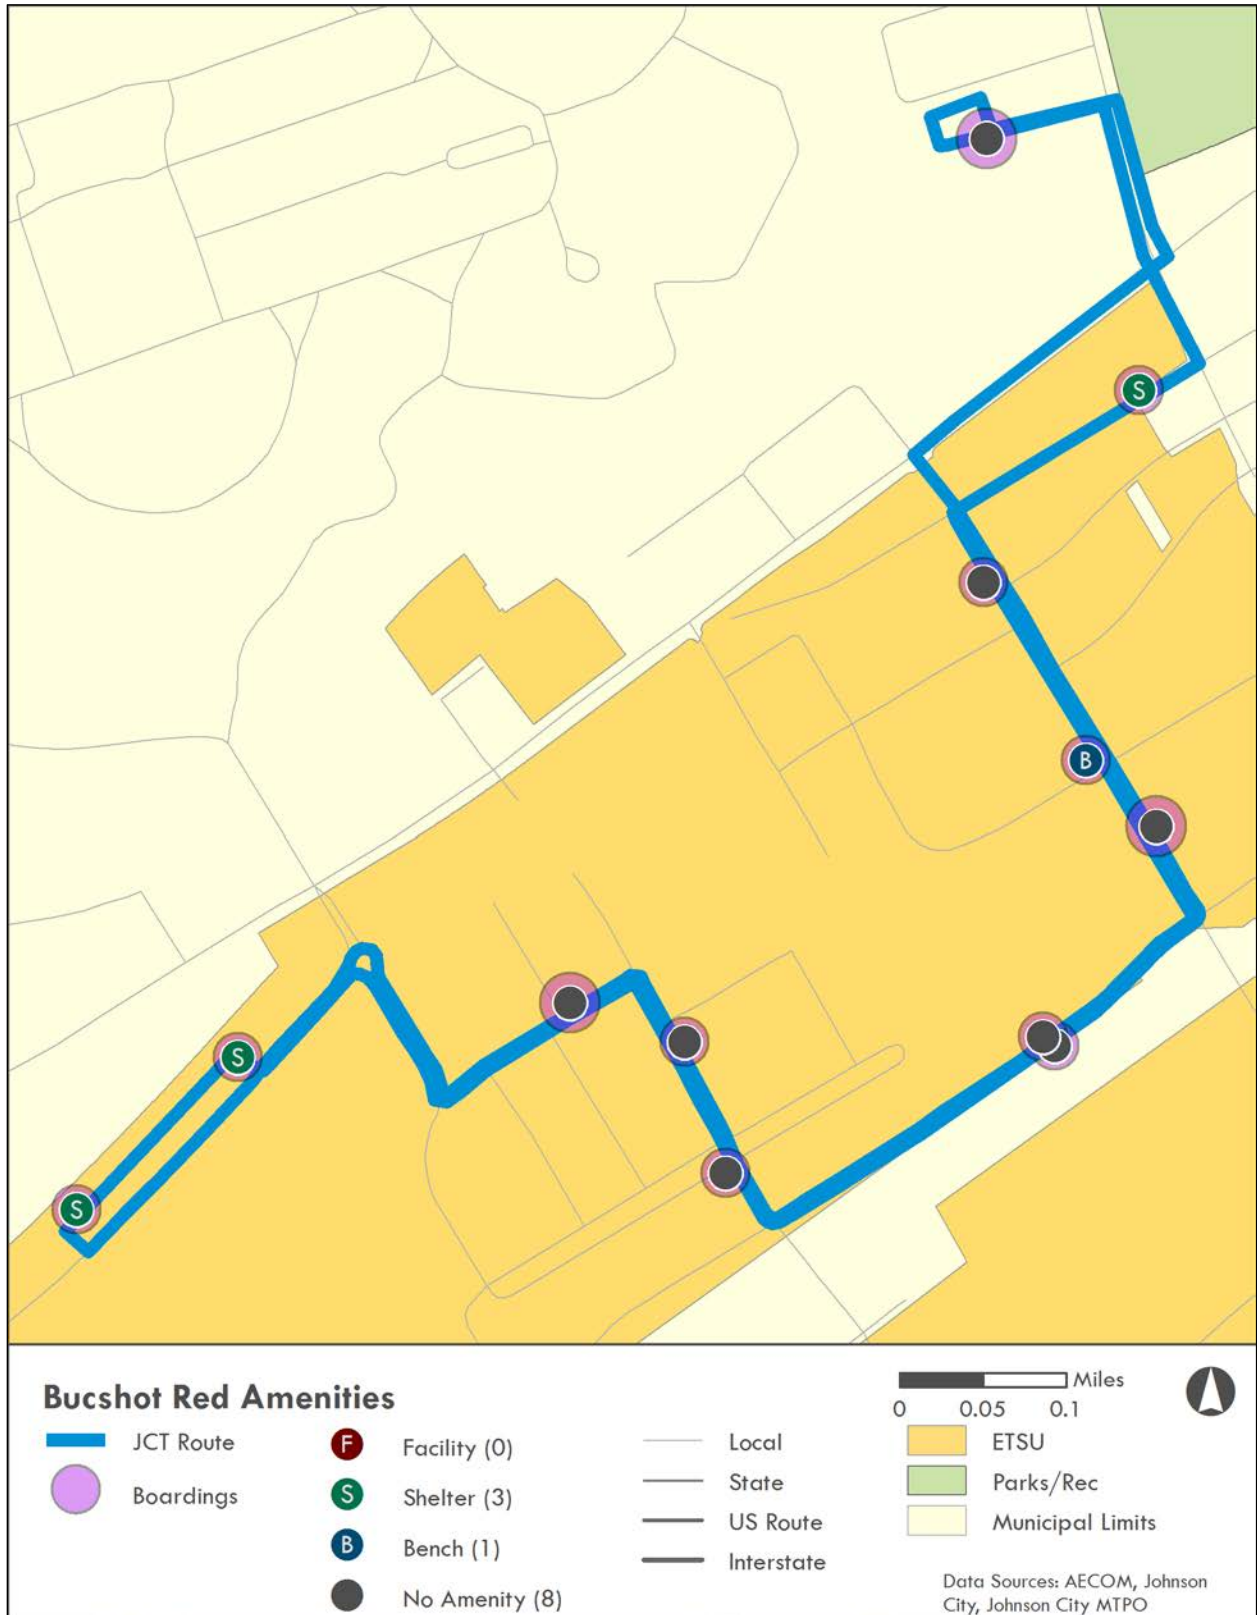 S
B
S
S
Bucshot Red Amenities
JCT Route
Boardings
F Facility (0)
S Shelter (3)
B Bench (1)
No Amenity (8)
Local
State
US Route
Interstate
Miles
0 0.05 0.1
ETSU
Parks/Rec
Municipal Limits
Data Sources: AECOM, Johnson
City, Johnson City MTPO